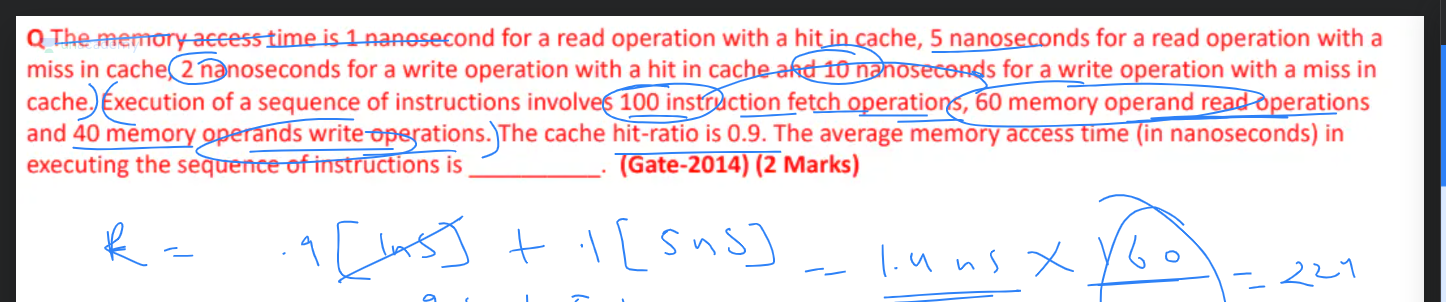 Q The memory access time is 1 nanosecond for a read operation with a hit in cache, 5 nanoseconds for a read operation with a
miss in cache, 2 nanoseconds for a write operation with a hit in cache and 10 nanoseconds for a write operation with a miss in
cache. Execution of a sequence of instructions involves 100 instruction fetch operations, 60 memory operand read operations
and 40 memory operands write operations. The cache hit-ratio is 0.9. The average memory access time (in nanoseconds) in
executing the sequence of instructions is ____________. (Gate-2014) (2 Marks)
R = .9 [1ns] + .1 [5ns] = 1.4 ns × 160 = 224